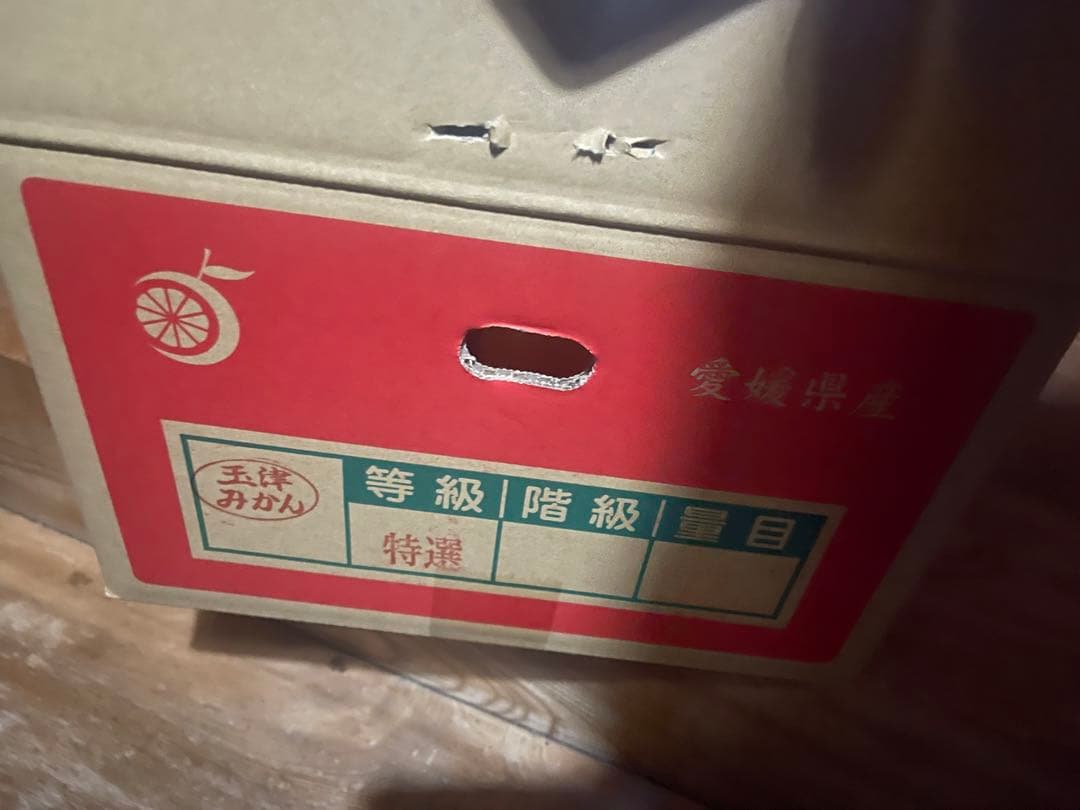 愛媛県産
玉津
みかん
等級 階級 量目
特選